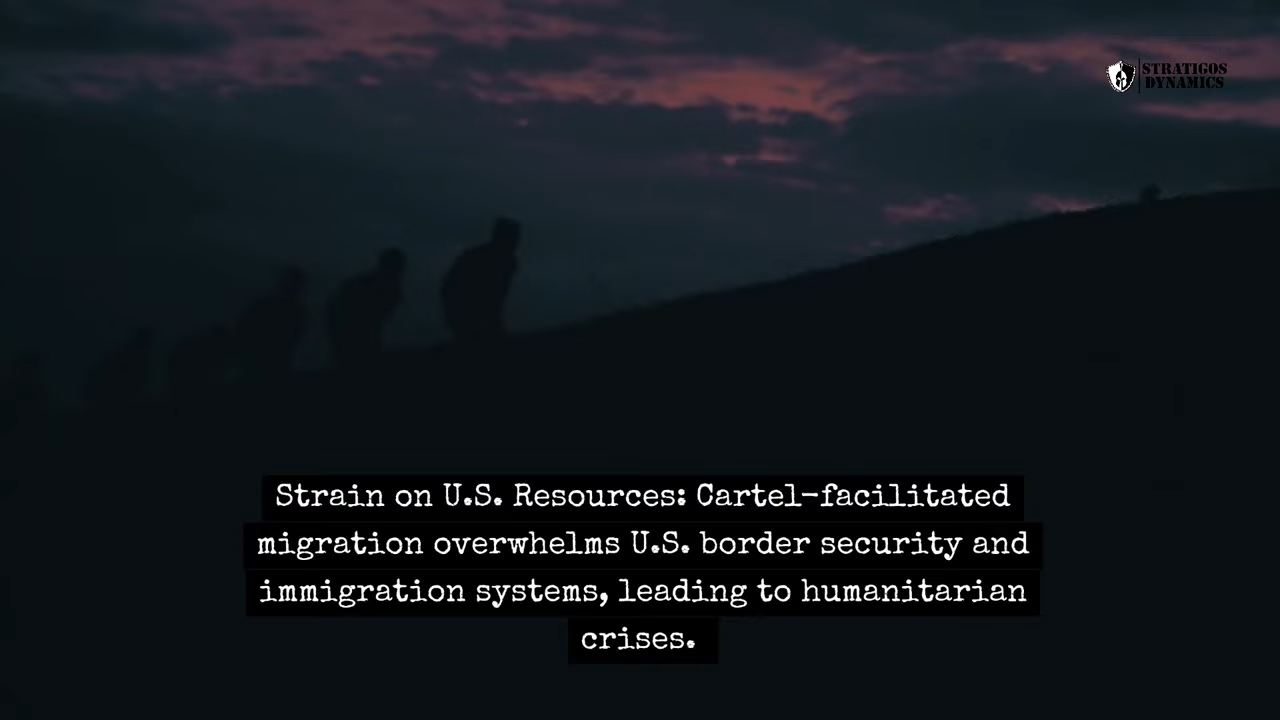 STRATIGOS
DYNAMICS
Strain on U.S. Resources: Cartel-facilitated
migration overwhelms U.S. border security and
immigration systems, leading to humanitarian
crises.